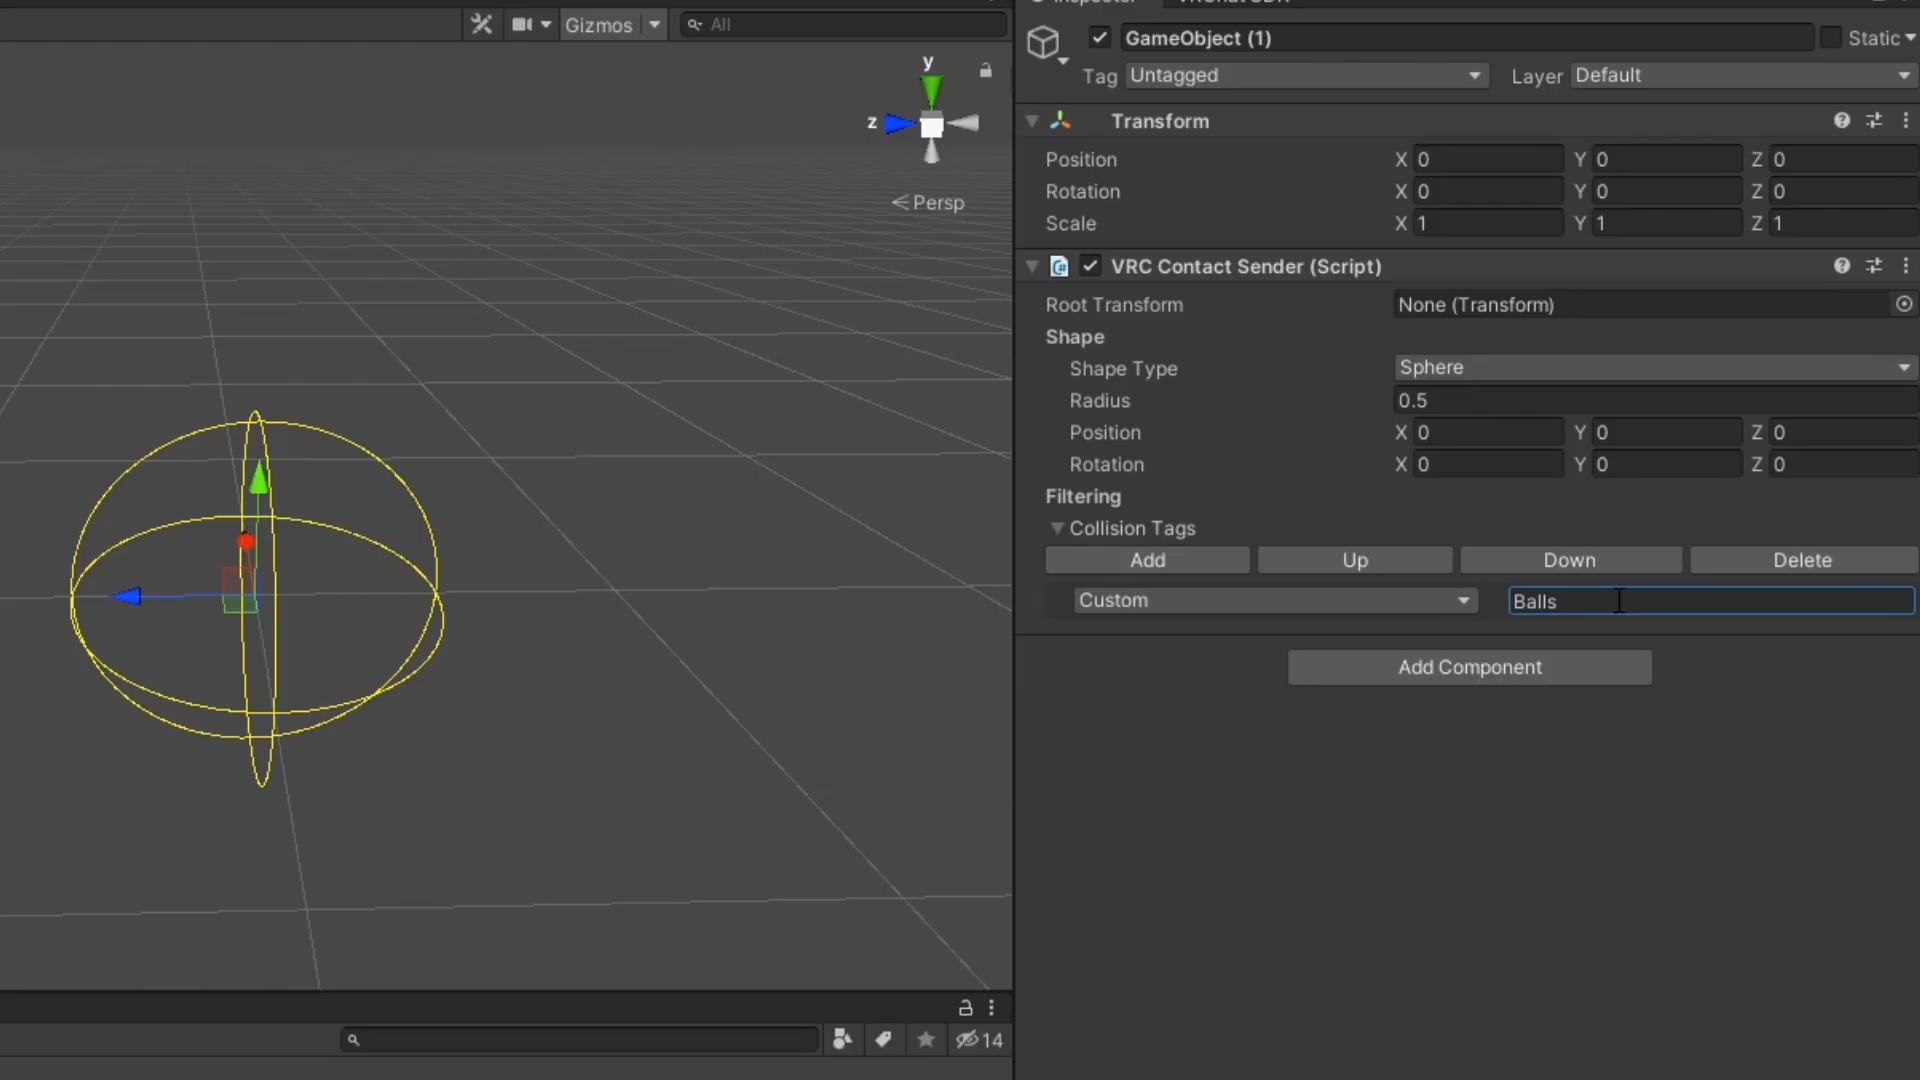 Inspector VRChat SDK
Gizmos All
GameObject (1) Static
Tag Untagged Layer Default
y
z
Persp
Transform
Position X 0 Y 0 Z 0
Rotation X 0 Y 0 Z 0
Scale X 1 Y 1 Z 1
VRC Contact Sender (Script)
Root Transform None (Transform)
Shape
Shape Type Sphere
Radius 0.5
Position X 0 Y 0 Z 0
Rotation X 0 Y 0 Z 0
Filtering
Collision Tags
Add Up Down Delete
Custom Balls
Add Component
14